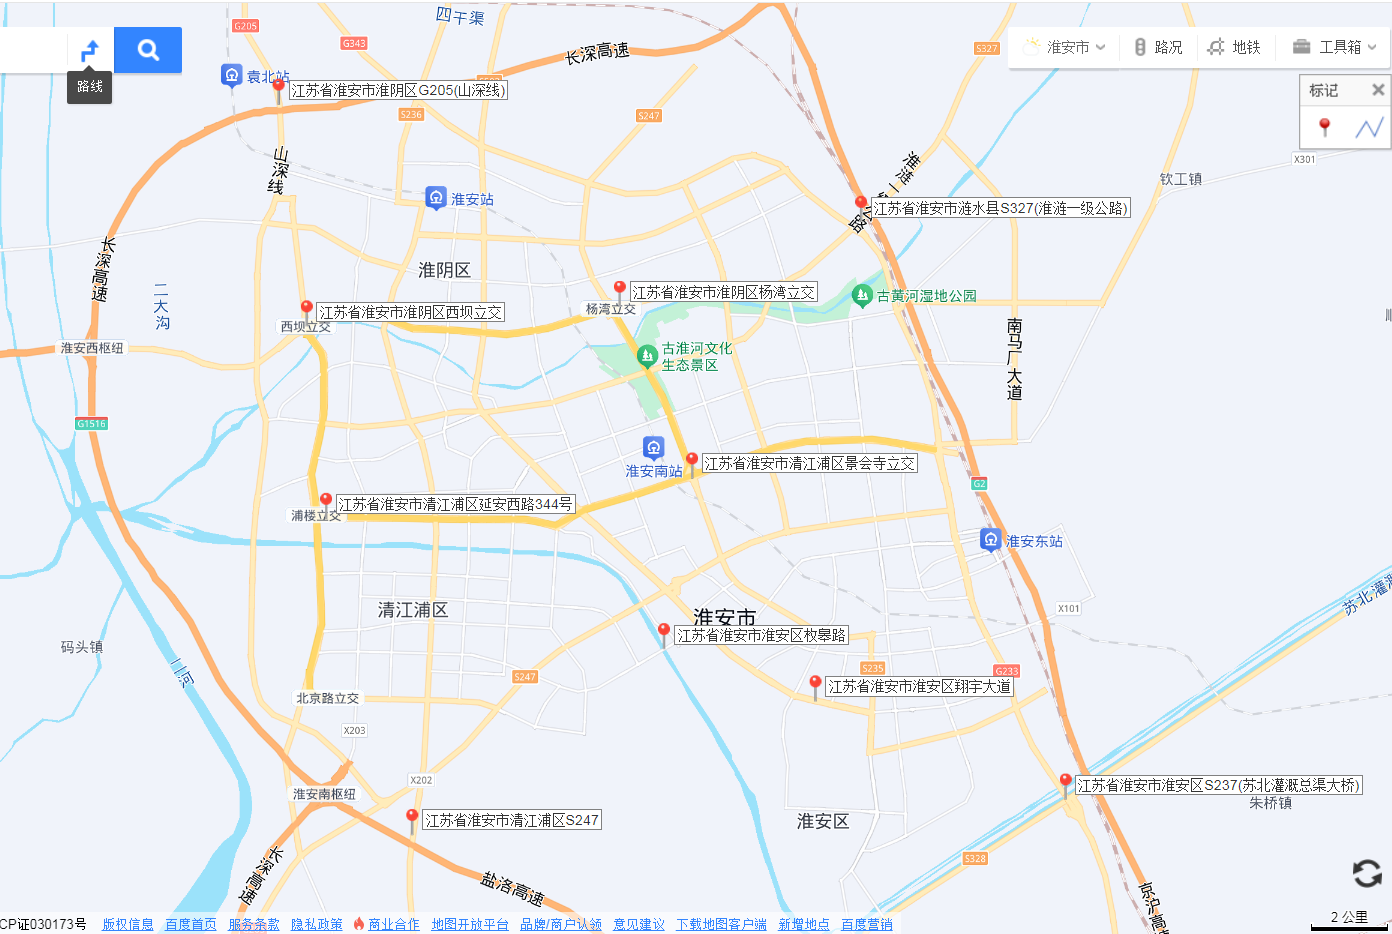 四干渠
G205
G343
长深高速
S327
淮安市
路况
地铁
工具箱
路线
袁北站
江苏省淮安市淮阴区G205(山深线)
标记
S236
S247
山深线
淮涟一级公路
X301
钦工镇
淮安站
江苏省淮安市涟水县S327(淮涟一级公路)
长深高速
淮阴区
二大沟
江苏省淮安市淮阴区杨湾立交
古黄河湿地公园
江苏省淮安市淮阴区西坝立交
杨湾立交
西坝立交
南马厂大道
淮安西枢纽
古淮河文化
生态景区
G1516
淮安南站
江苏省淮安市清江浦区景会寺立交
G2
江苏省淮安市清江浦区延安西路344号
浦楼立交
淮安东站
苏北灌溉
清江浦区
淮安市
X101
江苏省淮安市淮安区枚皋路
码头镇
二河
S247
S235
G233
江苏省淮安市淮安区翔宇大道
北京路立交
X203
X202
江苏省淮安市淮安区S237(苏北灌溉总渠大桥)
淮安南枢纽
朱桥镇
江苏省淮安市清江浦区S247
淮安区
S328
长深高速
盐洛高速
京沪高
2 公里
CP证030173号 版权信息 百度首页 服务条款 隐私政策 商业合作 地图开放平台 品牌/商户认领 意见建议 下载地图客户端 新增地点 百度营销